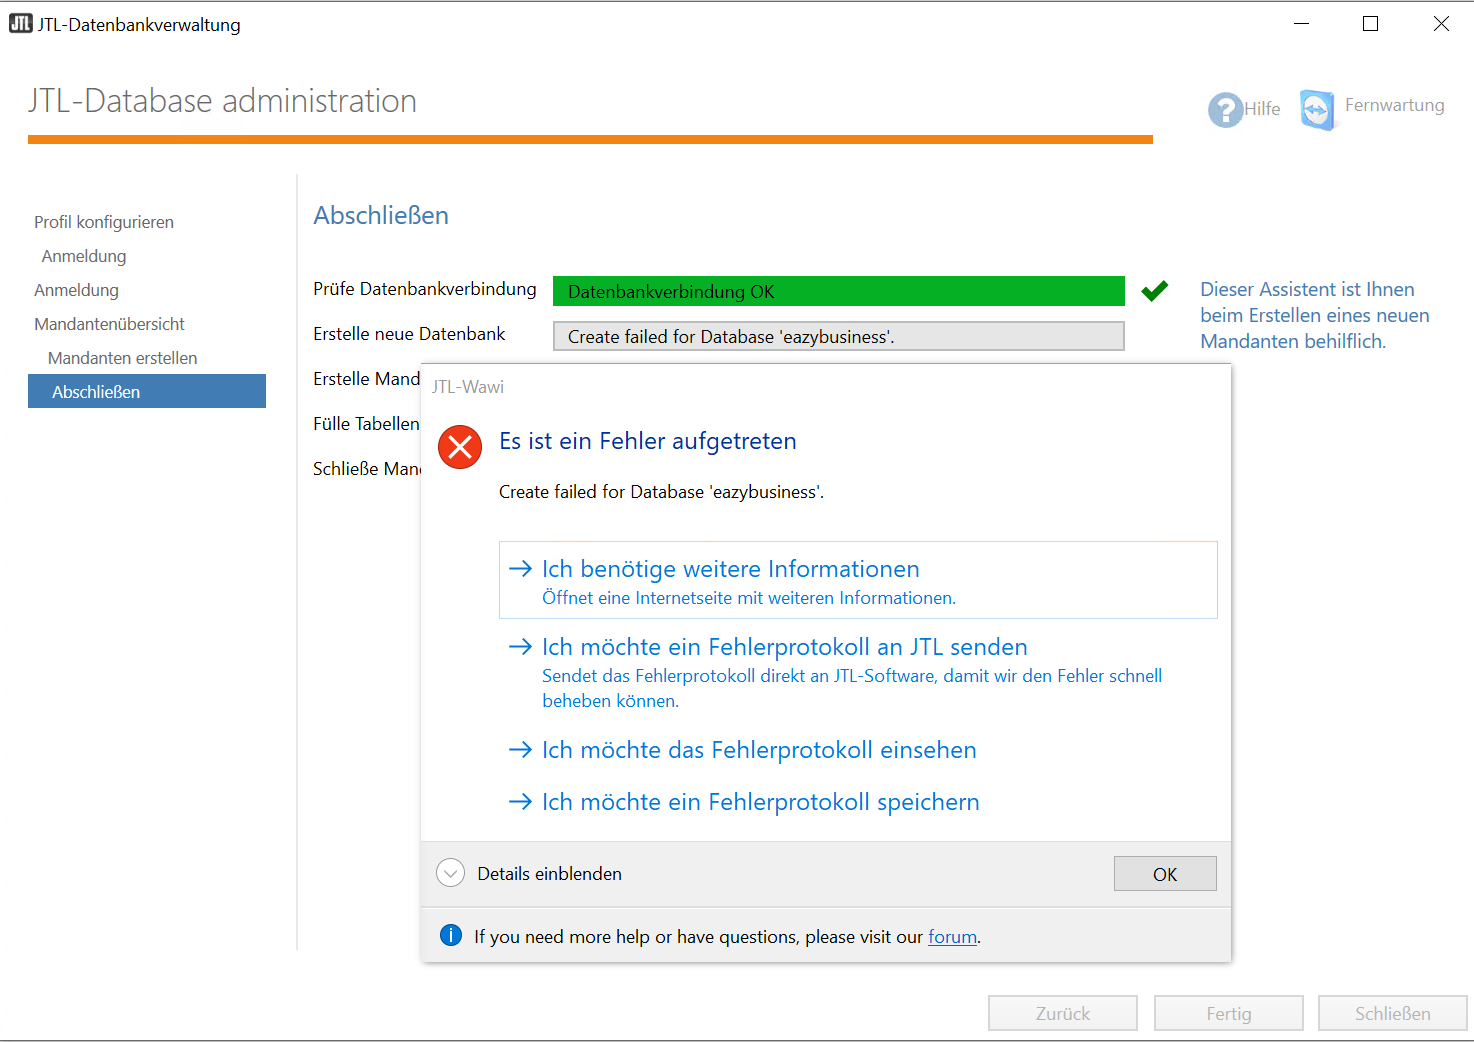 JTL JTL-Datenbankverwaltung
JTL-Database administration
Hilfe
Fernwartung
Profil konfigurieren
Anmeldung
Anmeldung
Mandantenübersicht
Mandanten erstellen
Abschließen
Abschließen
Prüfe Datenbankverbindung
Datenbankverbindung OK
Erstelle neue Datenbank
Create failed for Database 'eazybusiness'.
Erstelle Mand
Fülle Tabellen
Schließe Man
Dieser Assistent ist Ihnen
beim Erstellen eines neuen
Mandanten behilflich.
JTL-Wawi
Es ist ein Fehler aufgetreten
Create failed for Database 'eazybusiness'.
Ich benötige weitere Informationen
Öffnet eine Internetseite mit weiteren Informationen.
Ich möchte ein Fehlerprotokoll an JTL senden
Sendet das Fehlerprotokoll direkt an JTL-Software, damit wir den Fehler schnell
beheben können.
Ich möchte das Fehlerprotokoll einsehen
Ich möchte ein Fehlerprotokoll speichern
Details einblenden
OK
If you need more help or have questions, please visit our forum.
Zurück
Fertig
Schließen